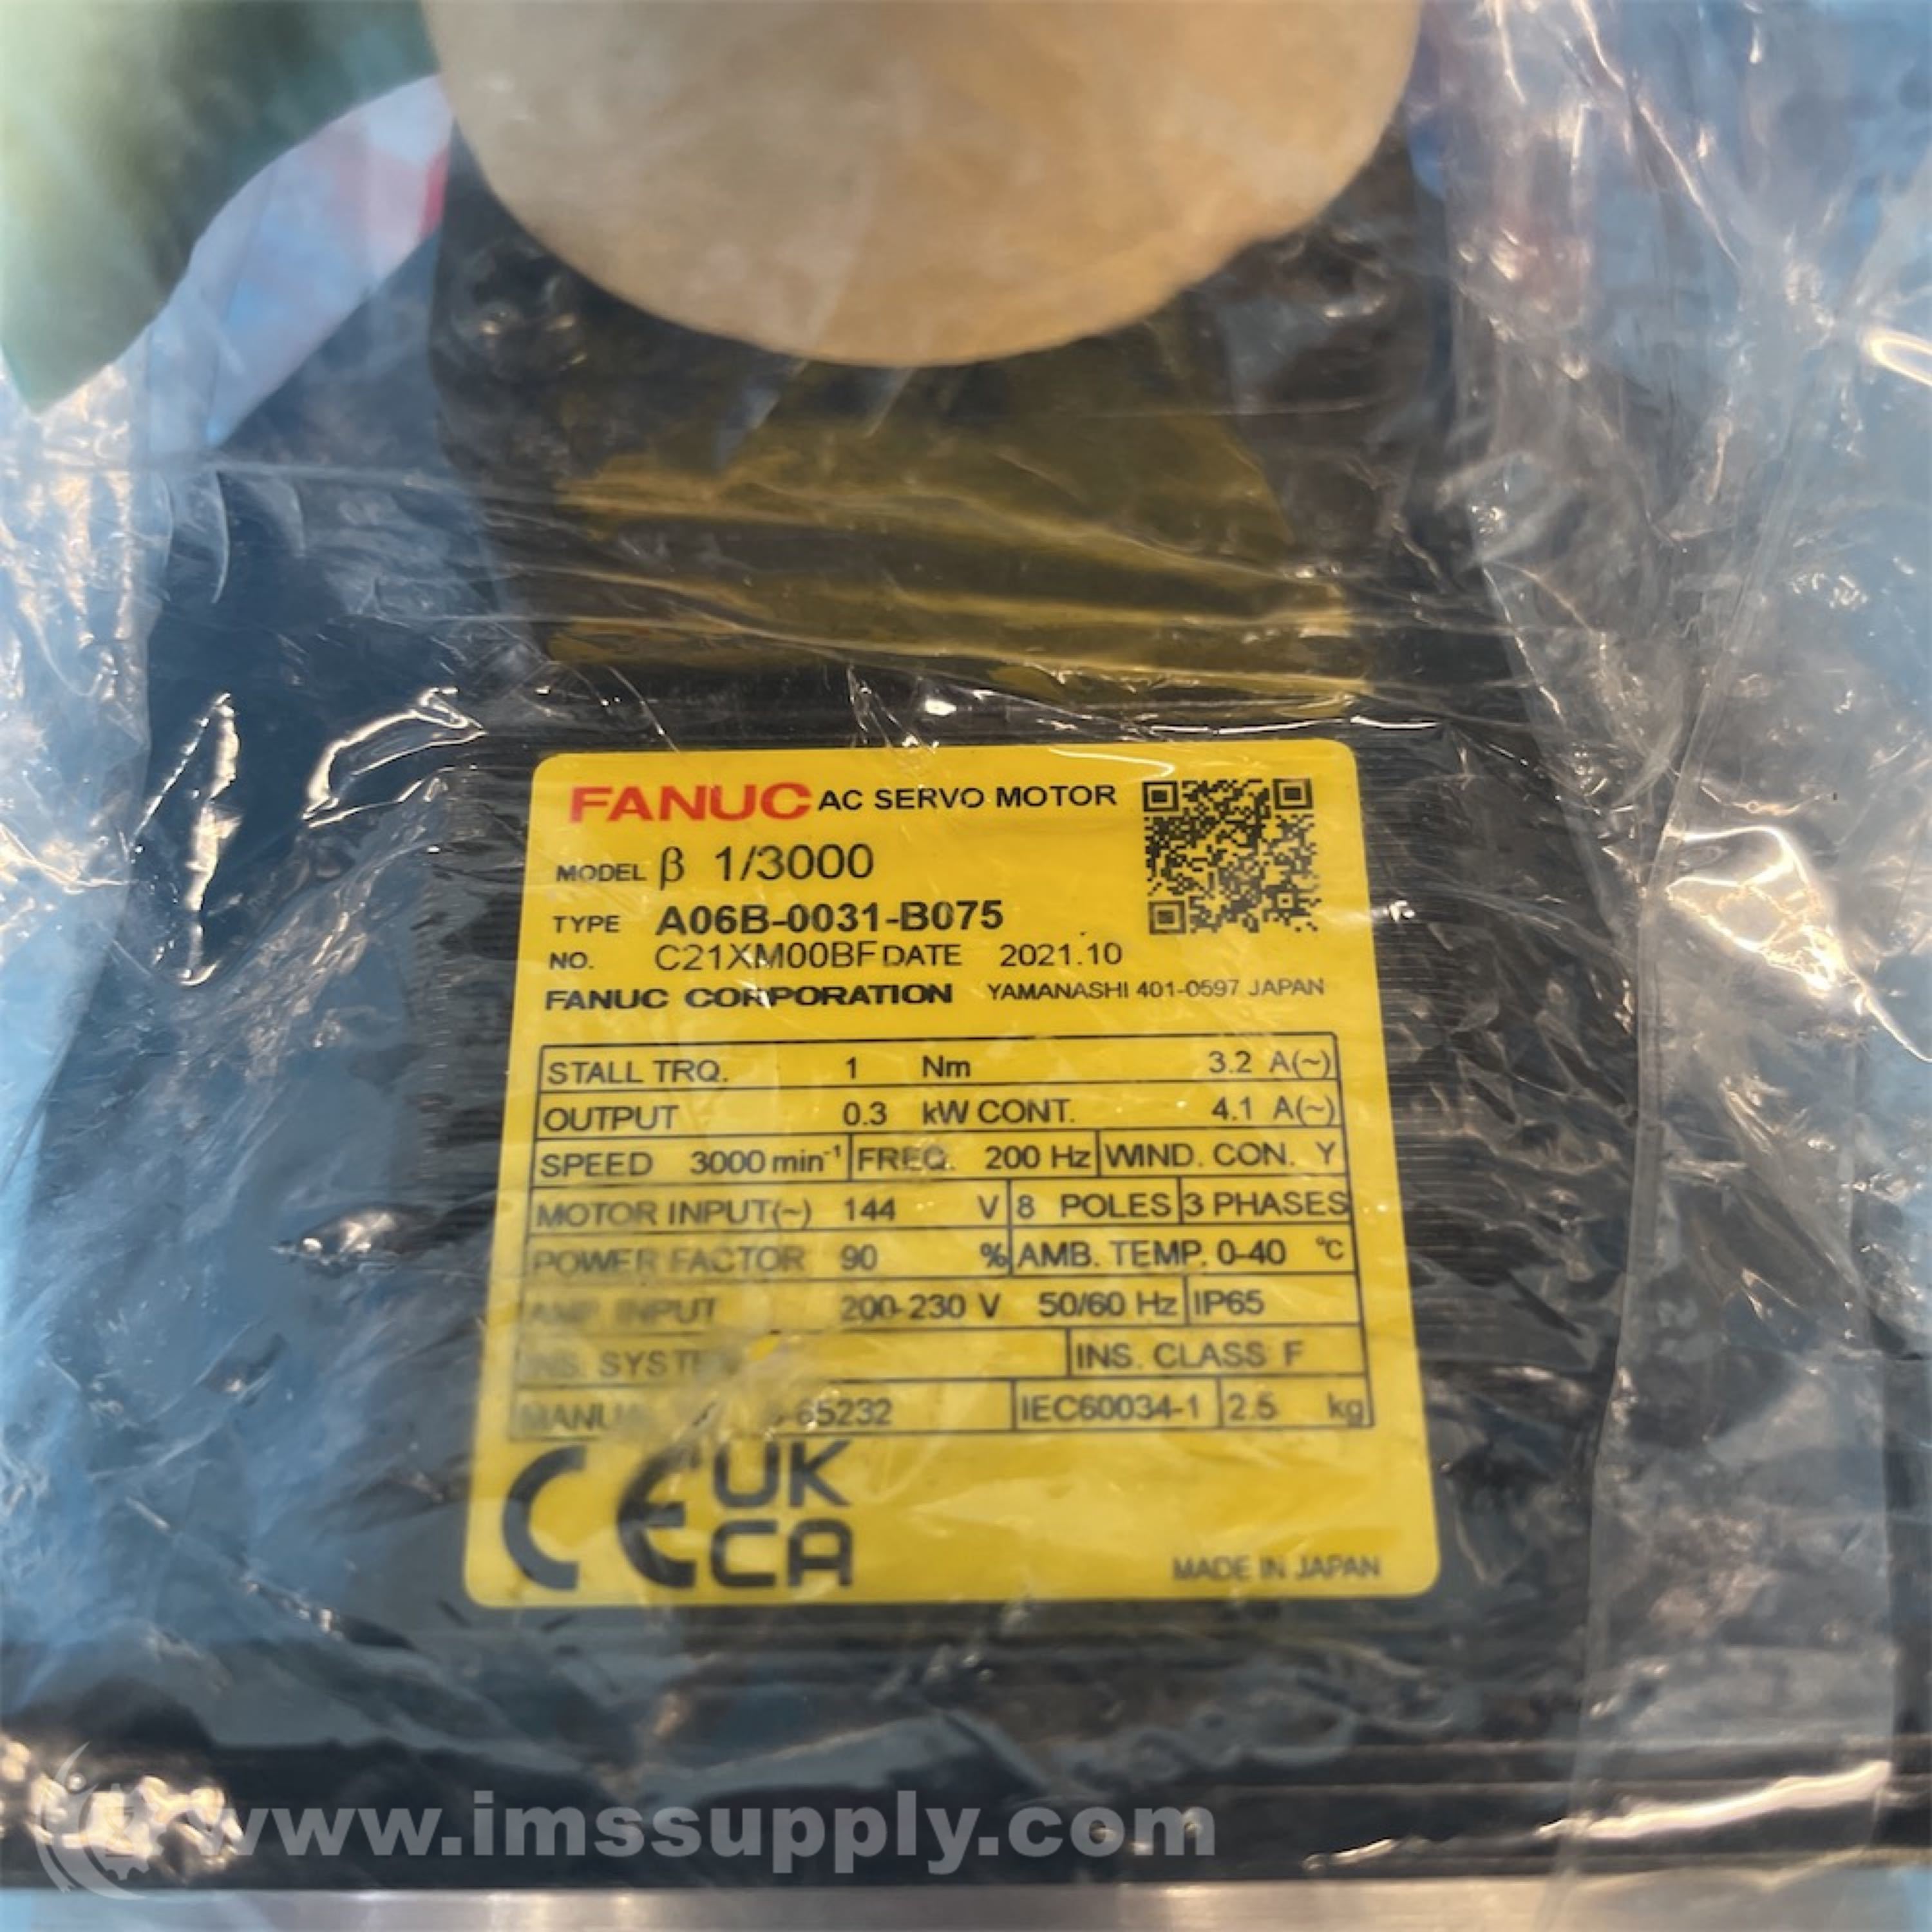 FANUC AC SERVO MOTOR
MODEL β 1/3000
TYPE A06B-0031-B075
NO. C21XM00BF DATE 2021.10
FANUC CORPORATION YAMANASHI 401-0597 JAPAN
STALL TRQ. 1 Nm 3.2 A(~)
OUTPUT 0.3 kW CONT. 4.1 A(~)
SPEED 3000 min⁻¹ FREQ. 200 Hz WIND. CON. Y
MOTOR INPUT(~) 144 V 8 POLES 3 PHASES
POWER FACTOR 90 % AMB. TEMP. 0-40 ℃
AMP INPUT 200-230 V 50/60 Hz IP65
INS. CLASS F
65232 IEC60034-1 2.5 kg
CE UK
CA
MADE IN JAPAN
www.imssupply.com